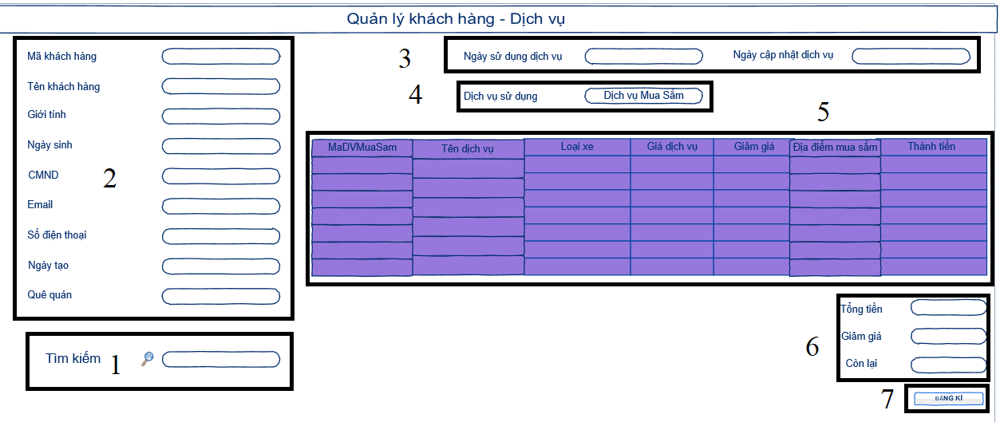 Quản lý khách hàng - Dịch vụ
Mã khách hàng
Tên khách hàng
Giới tính
Ngày sinh
CMND
2
Email
Số điện thoại
Ngày tạo
Quê quán
Tìm kiếm
1
3
Ngày sử dụng dịch vụ
Ngày cập nhật dịch vụ
4
Dịch vụ sử dụng
Dịch vụ Mua Sắm
5
MaDVMuaSam
Tên dịch vụ
Loại xe
Giá dịch vụ
Giảm giá
Địa điểm mua sắm
Thành tiền
6
Tổng tiền
Giảm giá
Còn lại
7
ĐĂNG KÍ